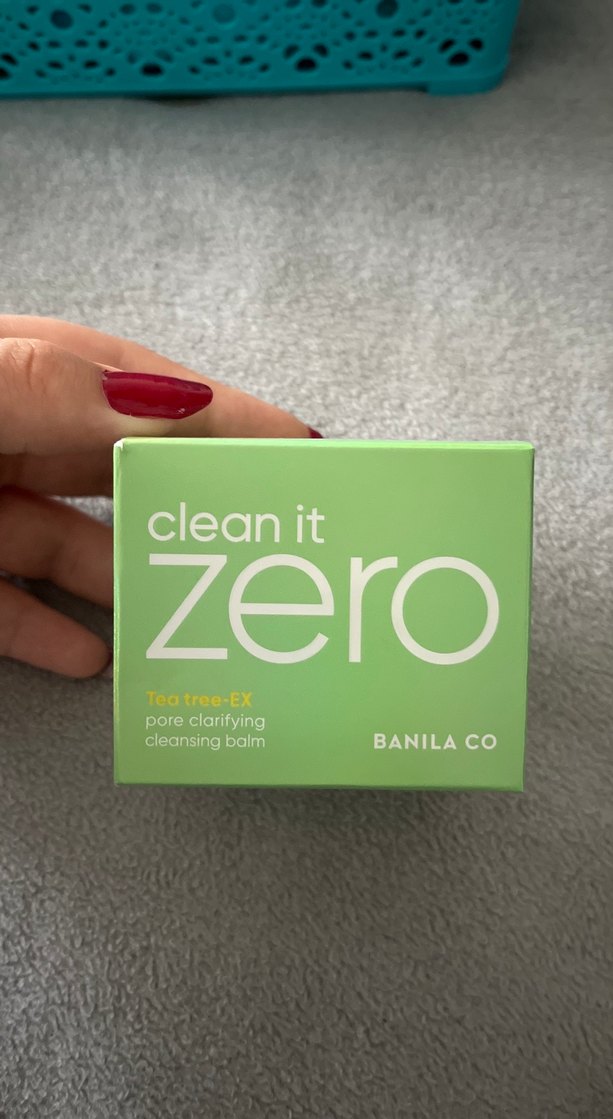 clean it
zero
Tea tree-EX
pore clarifying
cleansing balm
BANILA CO